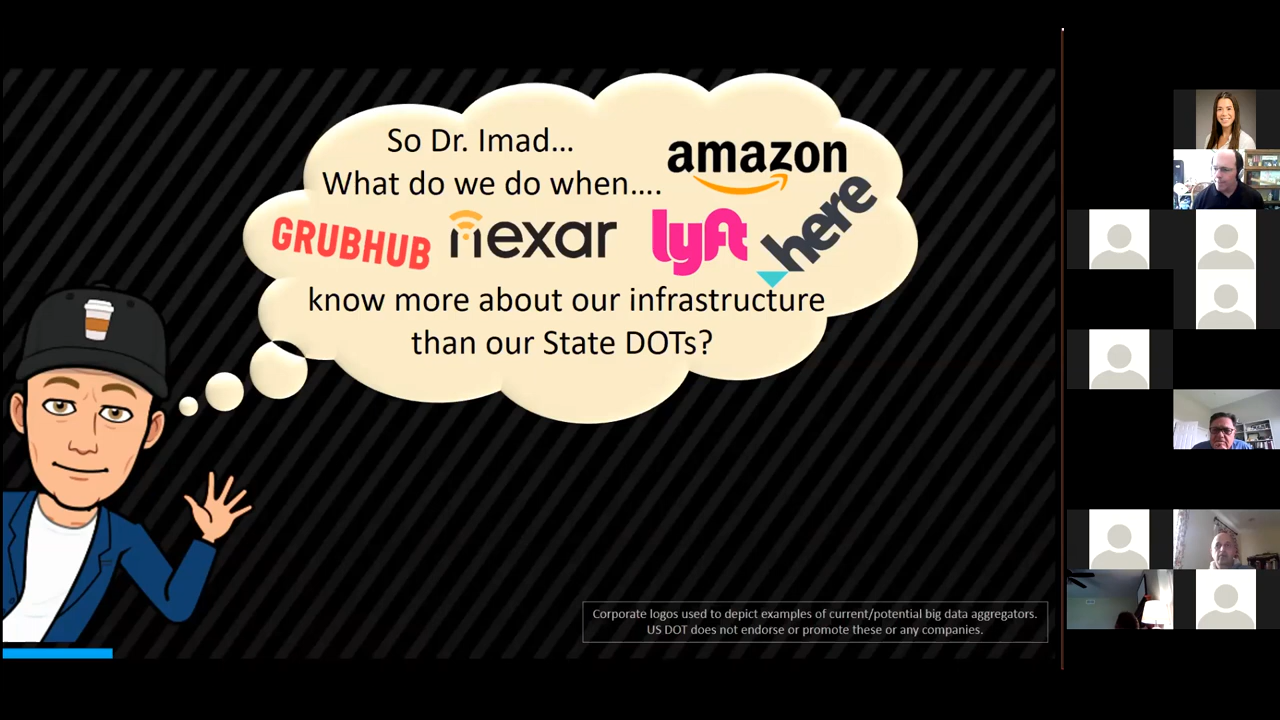 So Dr. Imad...
What do we do when....
amazon
GRUBHUB
nexar
lyft
here
know more about our infrastructure
than our State DOTs?
Corporate logos used to depict examples of current/potential big data aggregators.
US DOT does not endorse or promote these or any companies.